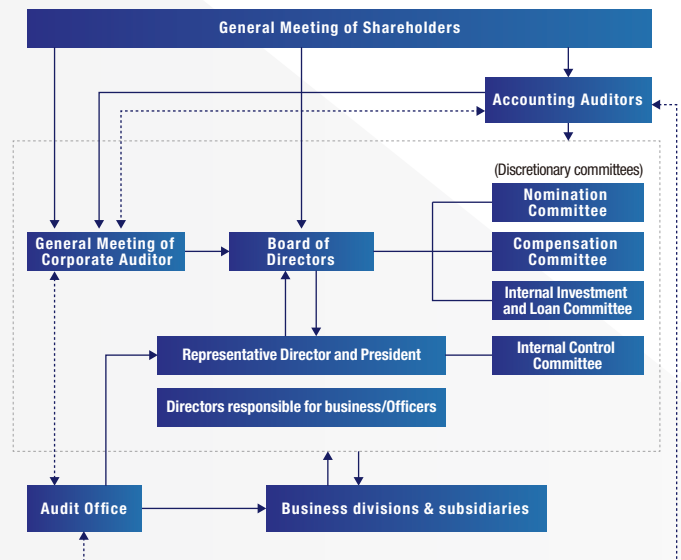 General Meeting of Shareholders
Accounting Auditors
(Discretionary committees)
Nomination
Committee
General Meeting of
Corporate Auditor
Board of
Directors
Compensation
Committee
Internal Investment
and Loan Committee
Representative Director and President
Internal Control
Committee
Directors responsible for business/Officers
Audit Office
Business divisions & subsidiaries